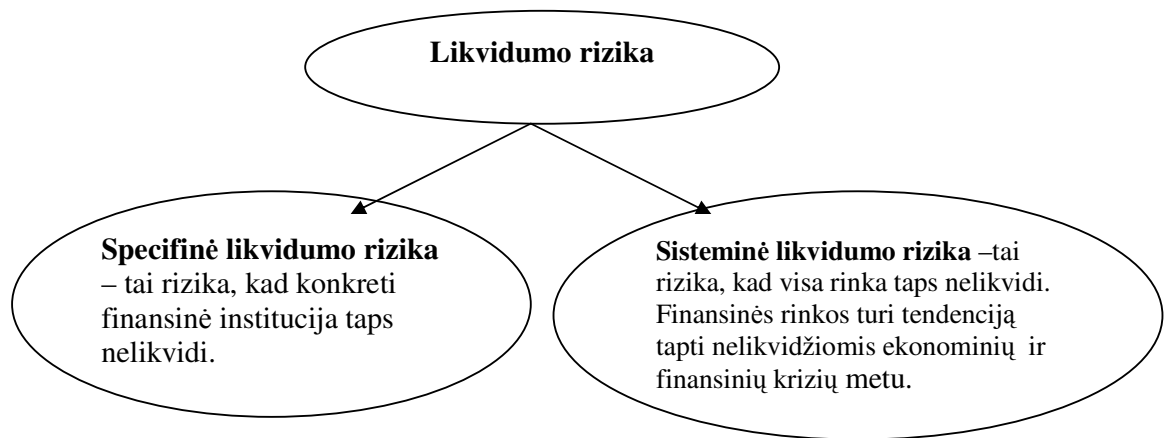 Likvidumo rizika
Specifinė likvidumo rizika
– tai rizika, kad konkreti
finansinė institucija taps
nelikvidi.
Sisteminė likvidumo rizika –tai
rizika, kad visa rinka taps nelikvidi.
Finansinės rinkos turi tendenciją
tapti nelikvidžiomis ekonominių ir
finansinių krizių metu.